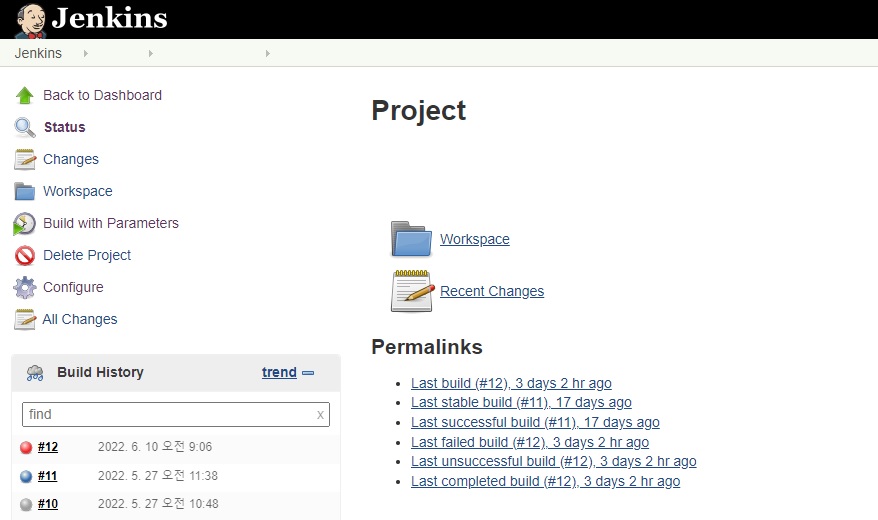 Jenkins
Jenkins
Back to Dashboard
Status
Changes
Workspace
Build with Parameters
Delete Project
Configure
All Changes
Build History trend
find x
#12 2022. 6. 10 오전 9:06
#11 2022. 5. 27 오전 11:38
#10 2022. 5. 27 오전 10:48
Project
Workspace
Recent Changes
Permalinks
Last build (#12), 3 days 2 hr ago
Last stable build (#11), 17 days ago
Last successful build (#11), 17 days ago
Last failed build (#12), 3 days 2 hr ago
Last unsuccessful build (#12), 3 days 2 hr ago
Last completed build (#12), 3 days 2 hr ago